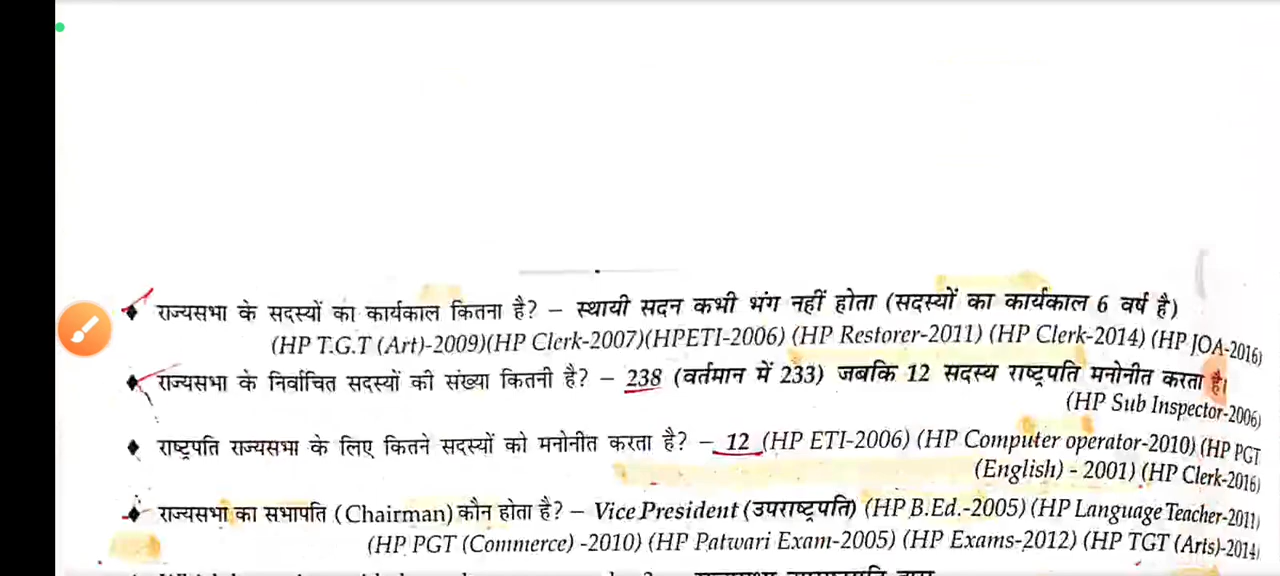 ♦ राज्यसभा के सदस्यों का कार्यकाल कितना है? – स्थायी सदन कभी भंग नहीं होता (सदस्यों का कार्यकाल 6 वर्ष है)
(HP T.G.T (Art)-2009)(HP Clerk-2007)(HPETI-2006) (HP Restorer-2011) (HP Clerk-2014) (HP JOA-2016)
♦ राज्यसभा के निर्वाचित सदस्यों की संख्या कितनी है? – 238 (वर्तमान में 233) जबकि 12 सदस्य राष्ट्रपति मनोनीत करता है।
(HP Sub Inspector-2006)
♦ राष्ट्रपति राज्यसभा के लिए कितने सदस्यों को मनोनीत करता है? – 12 (HP ETI-2006) (HP Computer operator-2010) (HP PGT
(English) - 2001) (HP Clerk-2016)
♦ राज्यसभा का सभापति (Chairman) कौन होता है? – Vice President (उपराष्ट्रपति) (HP B.Ed.-2005) (HP Language Teacher-2011)
(HP PGT (Commerce) -2010) (HP Patwari Exam-2005) (HP Exams-2012) (HP TGT (Arts)-2014)